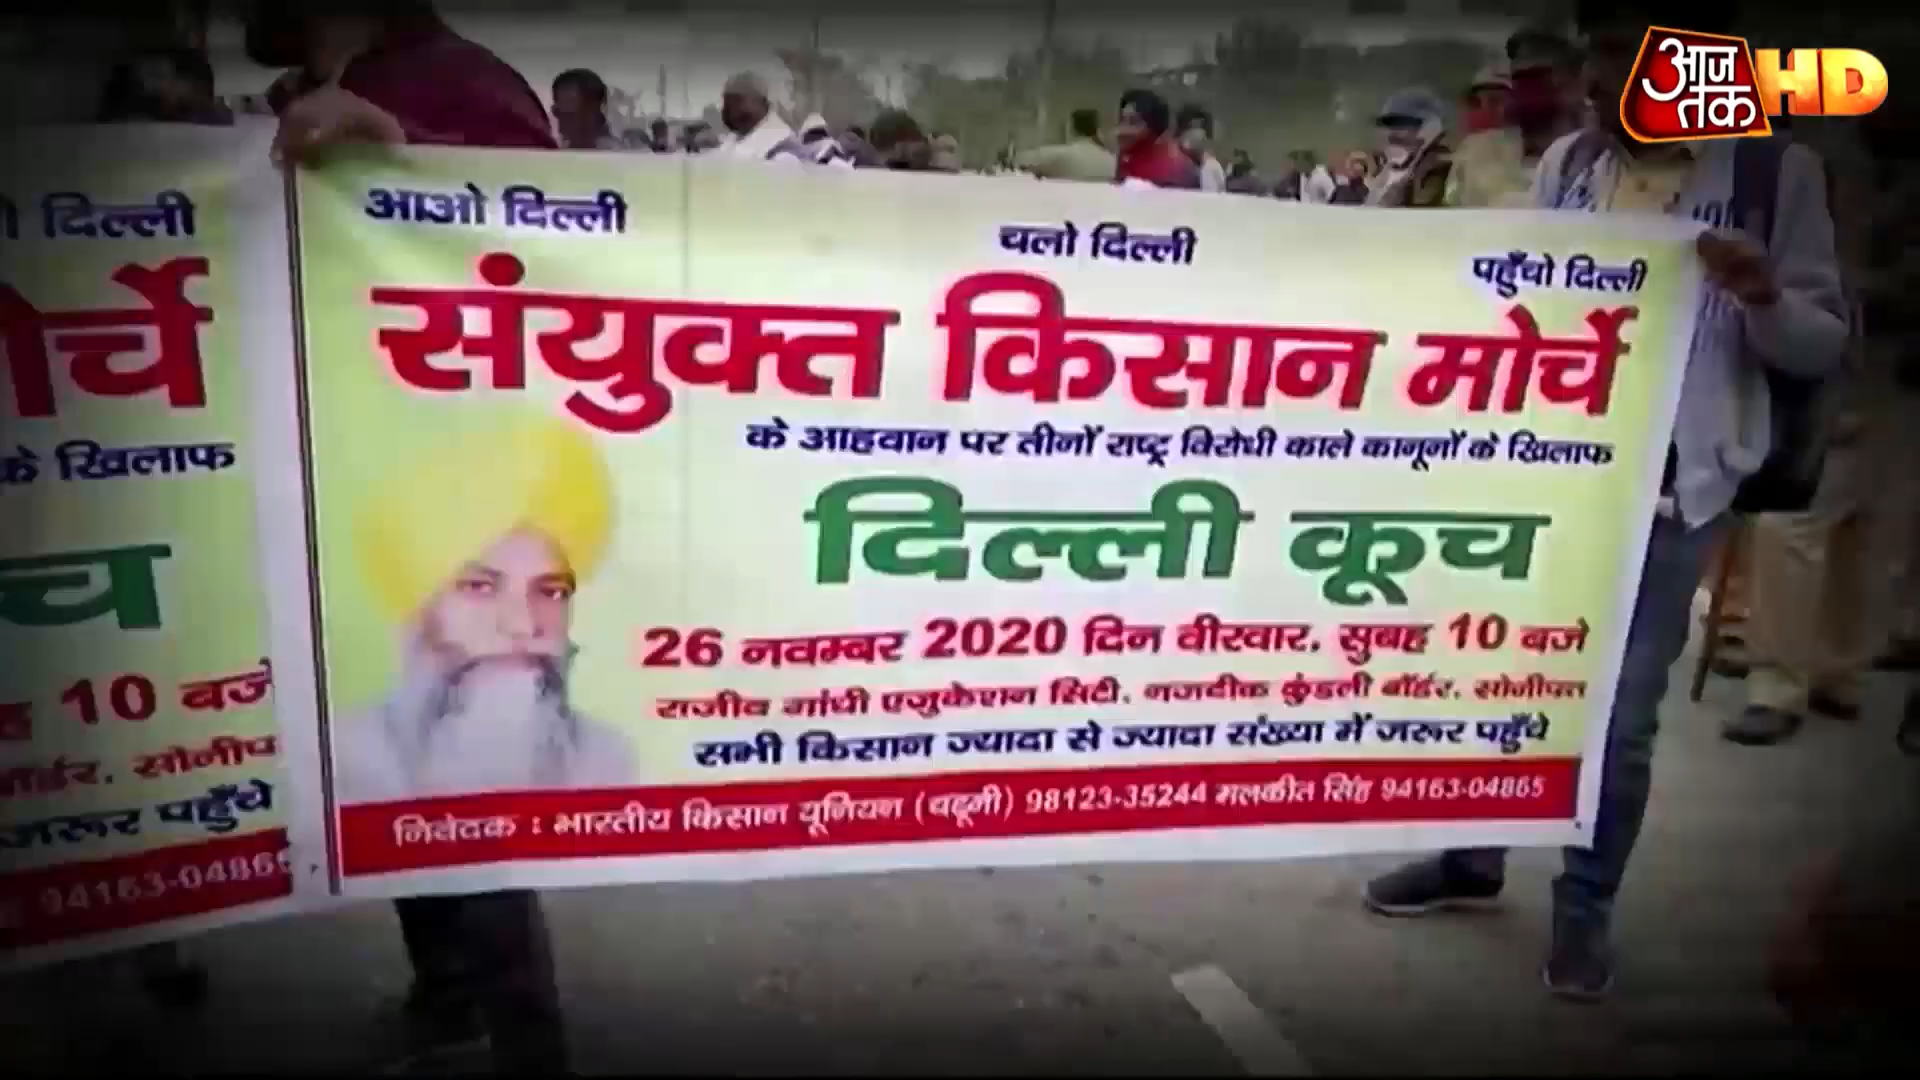 आज तक HD
आओ दिल्ली चलो दिल्ली पहुँचो दिल्ली
संयुक्त किसान मोर्चे
के आहवान पर तीनों राष्ट्र विरोधी काले कानूनों के खिलाफ
दिल्ली कूच
26 नवम्बर 2020 दिन वीरवार, सुबह 10 बजे
राजीव गांधी एजुकेशन सिटी, नजदीक कुंडली बॉर्डर, सोनीपत
सभी किसान ज्यादा से ज्यादा संख्या में जरूर पहुँचे
निवेदक : भारतीय किसान यूनियन (चढूनी) 98123-35244 मलकीत सिंह 94163-04865
दिल्ली
र्चे
के खिलाफ
च
10 बजे
बॉर्डर, सोनीप
जरूर पहुँचे
94163-04865